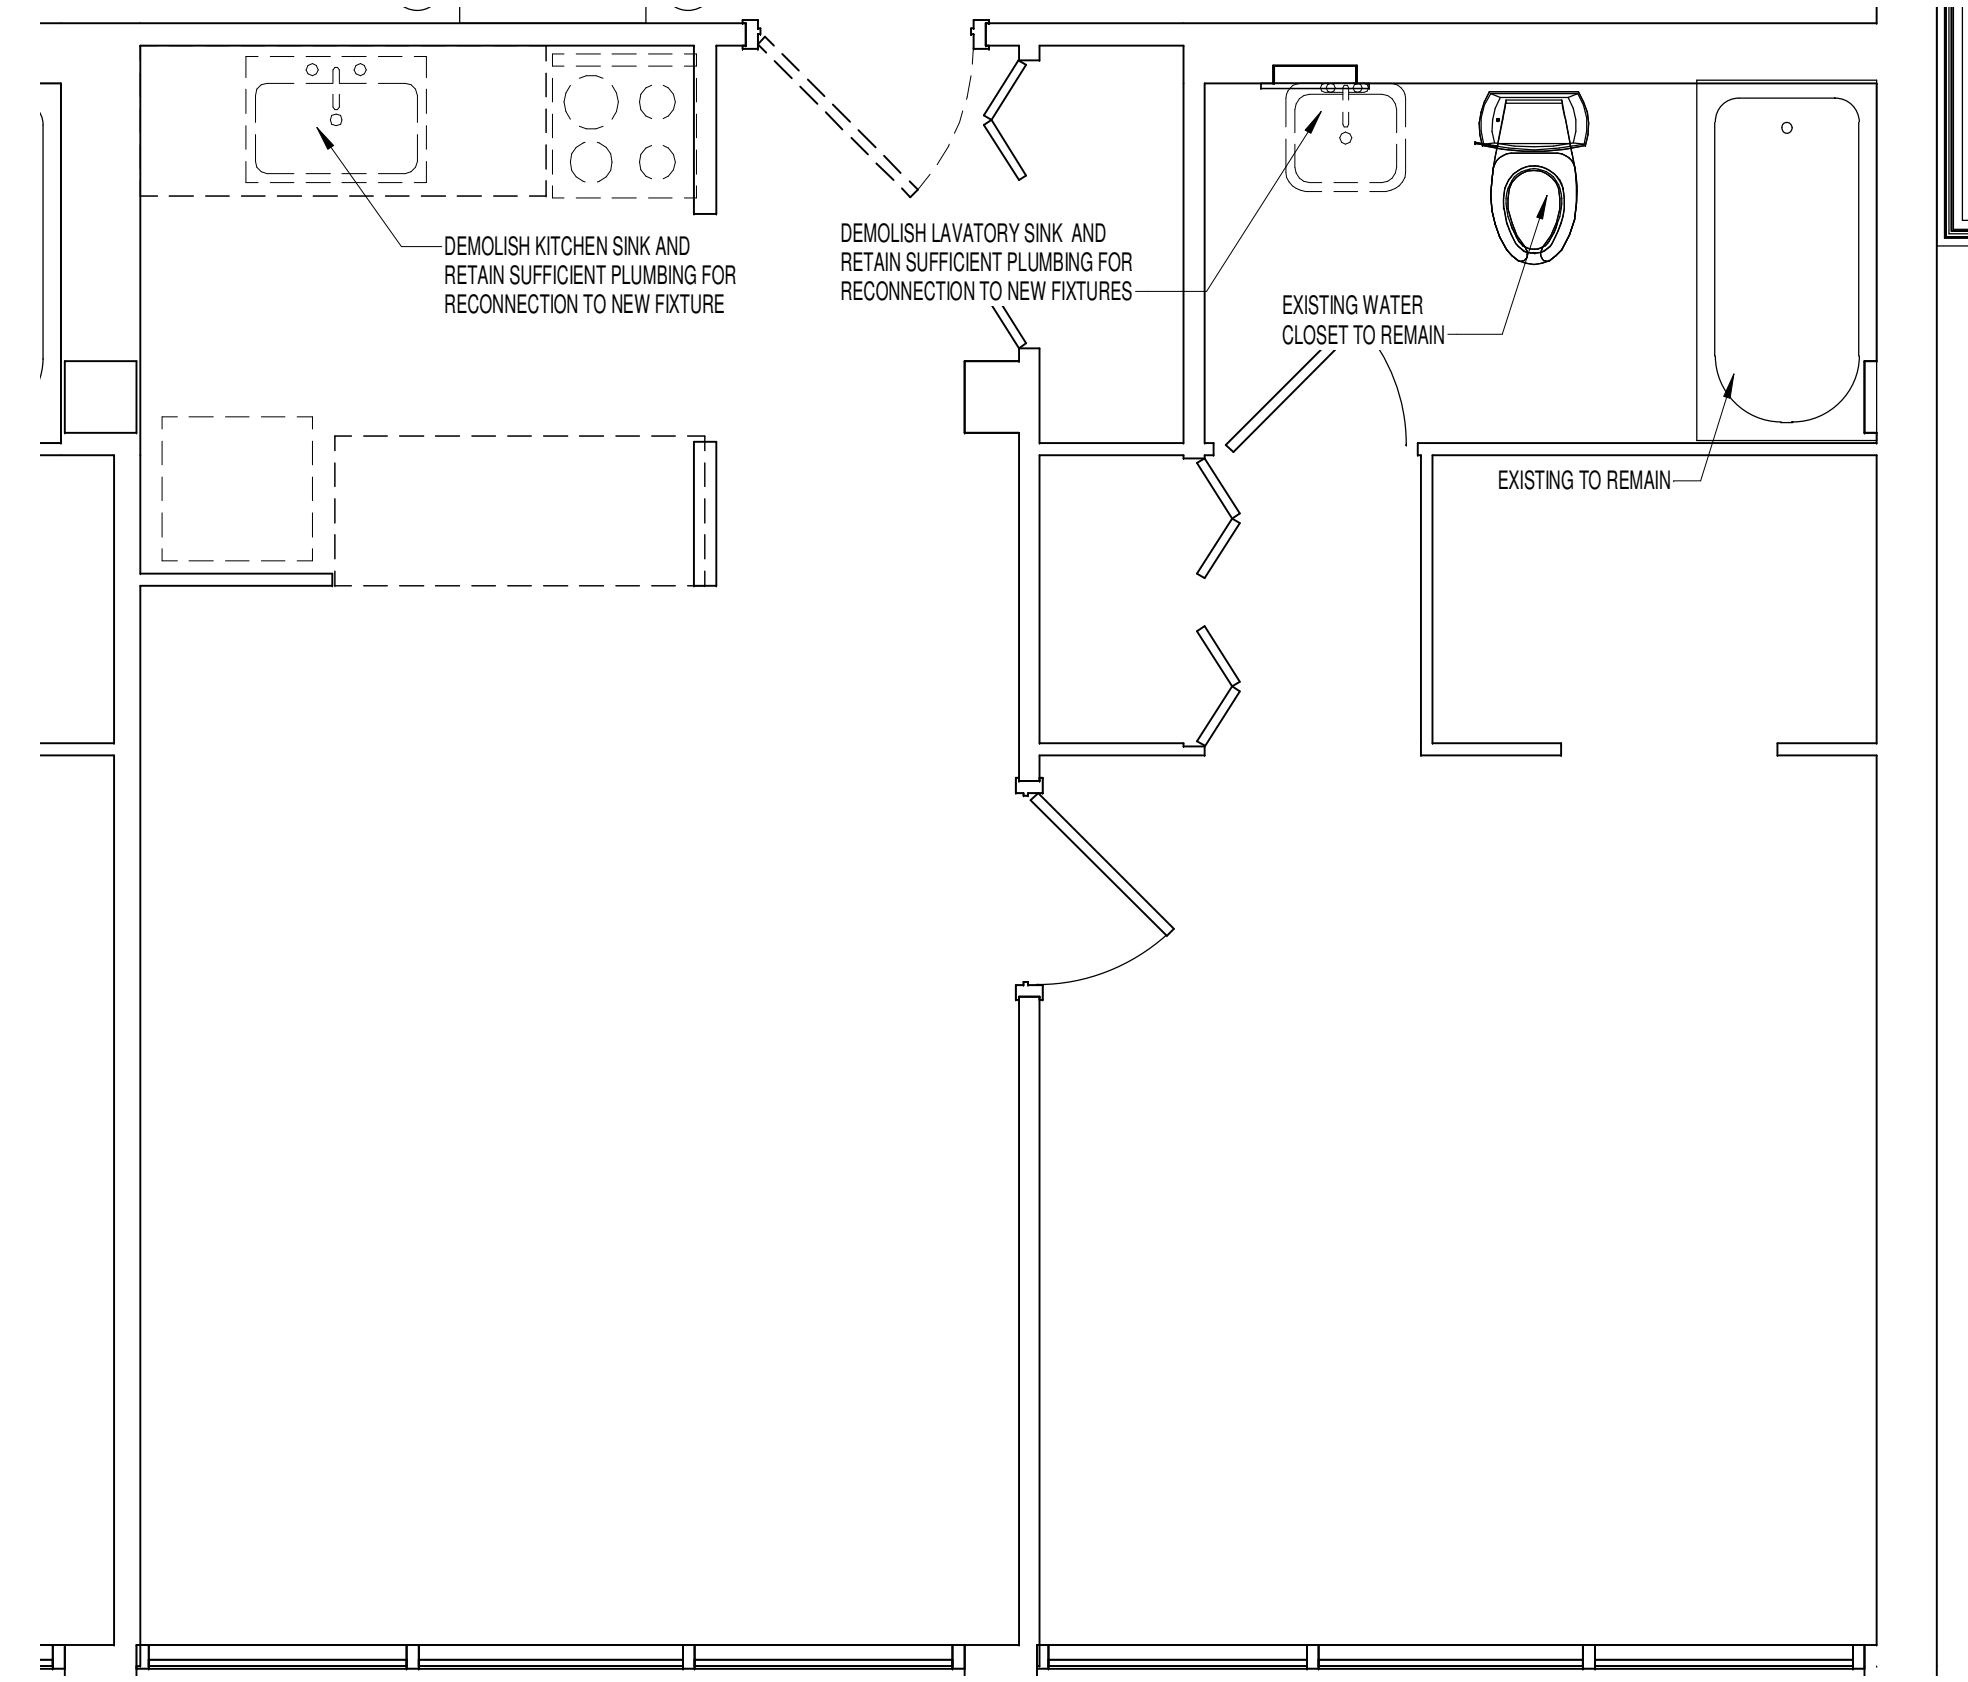 DEMOLISH KITCHEN SINK AND
RETAIN SUFFICIENT PLUMBING FOR
RECONNECTION TO NEW FIXTURE
DEMOLISH LAVATORY SINK AND
RETAIN SUFFICIENT PLUMBING FOR
RECONNECTION TO NEW FIXTURES
EXISTING WATER
CLOSET TO REMAIN
EXISTING TO REMAIN